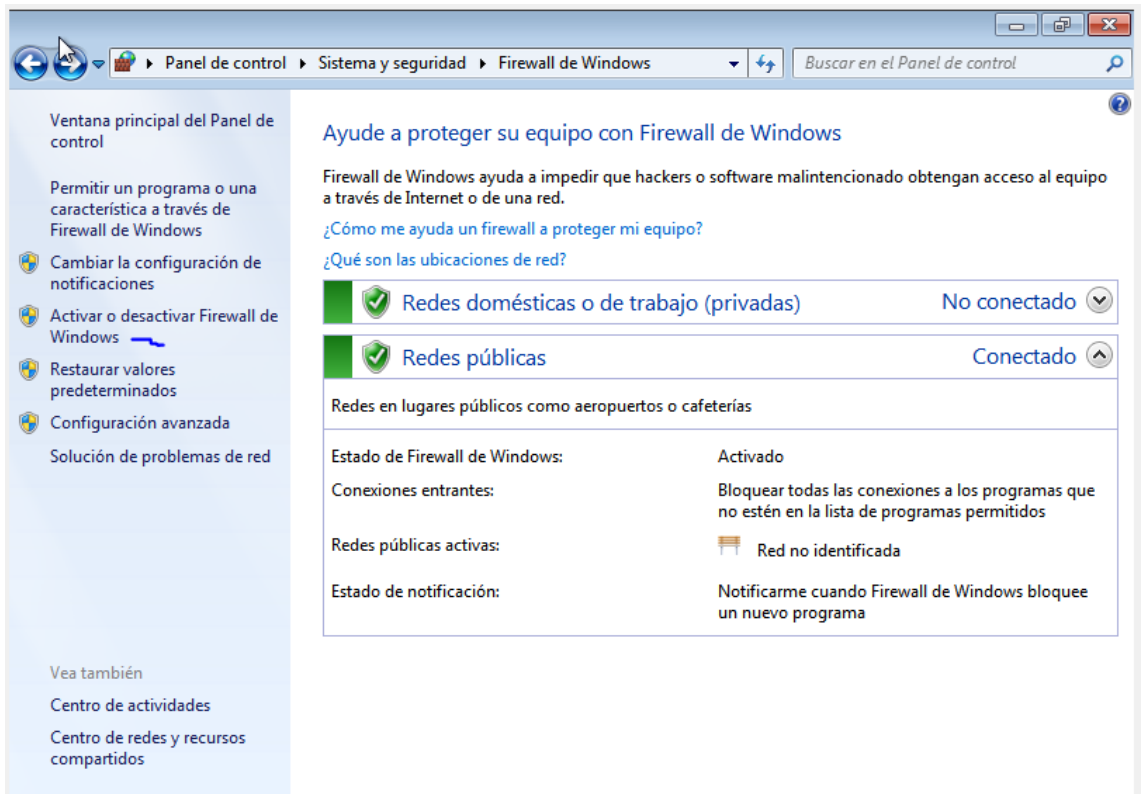 Panel de control ▸ Sistema y seguridad ▸ Firewall de Windows
Buscar en el Panel de control
Ventana principal del Panel de
control
Permitir un programa o una
característica a través de
Firewall de Windows
Cambiar la configuración de
notificaciones
Activar o desactivar Firewall de
Windows
Restaurar valores
predeterminados
Configuración avanzada
Solución de problemas de red
Vea también
Centro de actividades
Centro de redes y recursos
compartidos
Ayude a proteger su equipo con Firewall de Windows
Firewall de Windows ayuda a impedir que hackers o software malintencionado obtengan acceso al equipo
a través de Internet o de una red.
¿Cómo me ayuda un firewall a proteger mi equipo?
¿Qué son las ubicaciones de red?
Redes domésticas o de trabajo (privadas) No conectado
Redes públicas Conectado
Redes en lugares públicos como aeropuertos o cafeterías
Estado de Firewall de Windows: Activado
Conexiones entrantes: Bloquear todas las conexiones a los programas que
no estén en la lista de programas permitidos
Redes públicas activas: Red no identificada
Estado de notificación: Notificarme cuando Firewall de Windows bloquee
un nuevo programa